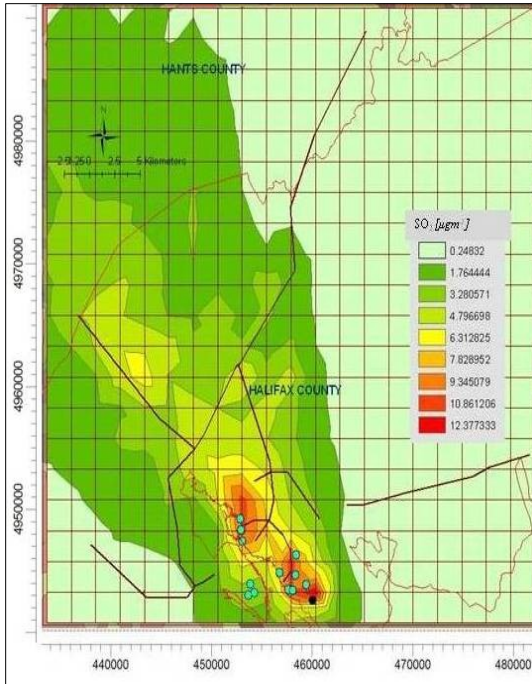 HANTS COUNTY
N
2.51.25 0 2.5 5 Kilometers
HALIFAX COUNTY
SO2 [µgm-3]
0.24832
1.764444
3.280571
4.796698
6.312825
7.828952
9.345079
10.861206
12.377333
4980000
4970000
4960000
4950000
440000 450000 460000 470000 480000